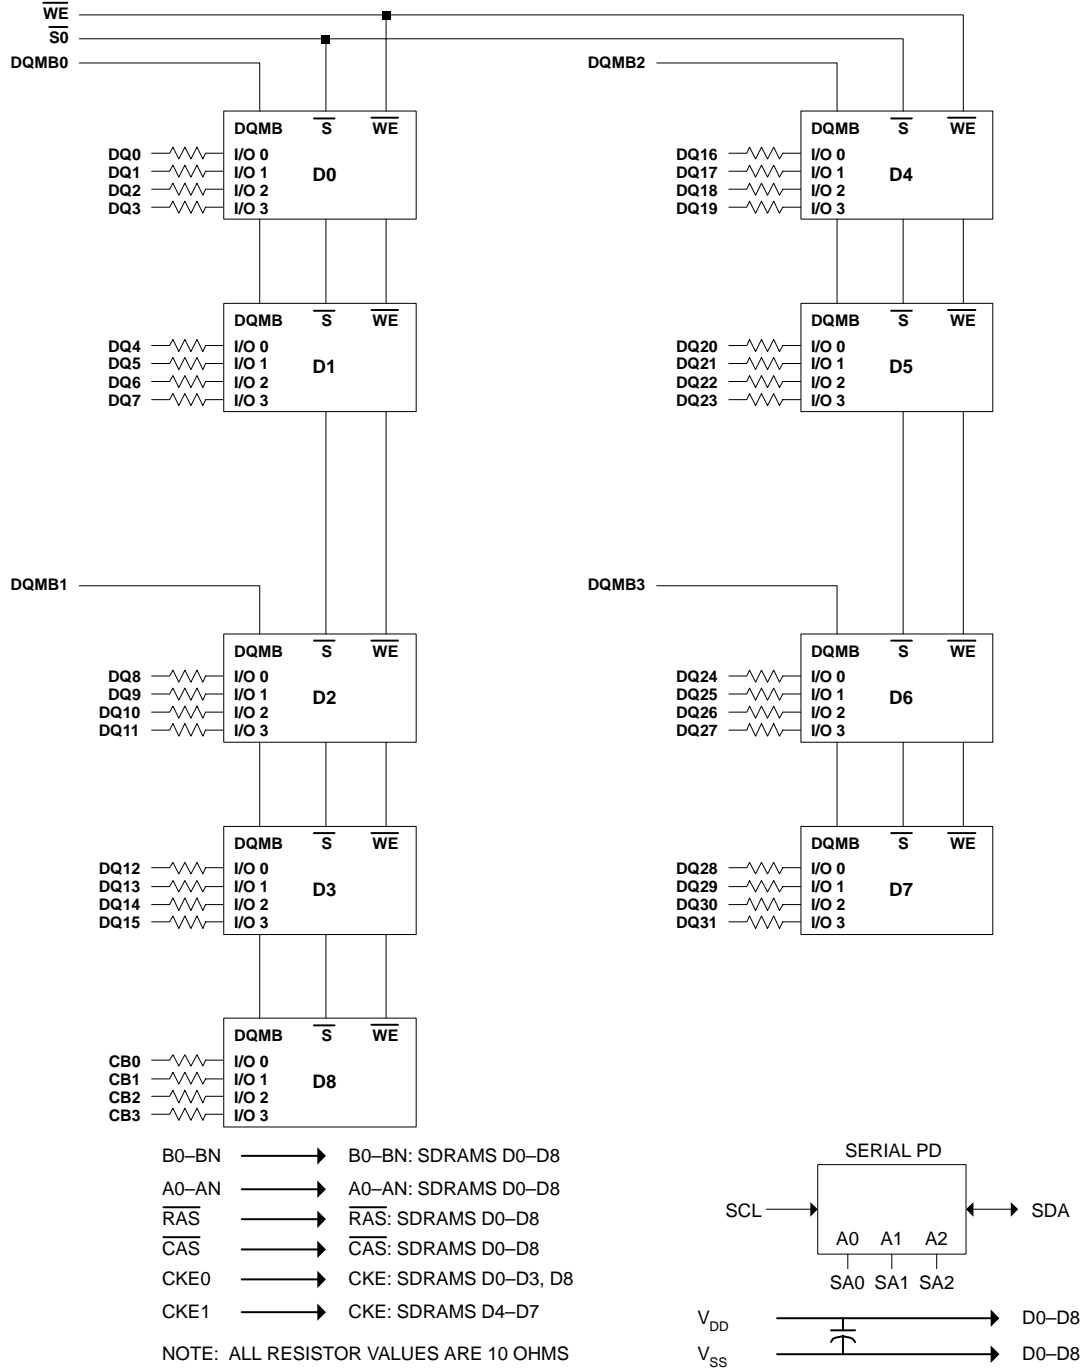 WE
S0
DQMB0
DQMB2
DQMB S WE
DQ0 I/O 0
DQ1 I/O 1
D0
DQ2 I/O 2
DQ3 I/O 3
DQMB S WE
DQ16 I/O 0
DQ17 I/O 1
D4
DQ18 I/O 2
DQ19 I/O 3
DQMB S WE
DQ4 I/O 0
DQ5 I/O 1
D1
DQ6 I/O 2
DQ7 I/O 3
DQMB S WE
DQ20 I/O 0
DQ21 I/O 1
D5
DQ22 I/O 2
DQ23 I/O 3
DQMB1
DQMB3
DQMB S WE
DQ8 I/O 0
DQ9 I/O 1
D2
DQ10 I/O 2
DQ11 I/O 3
DQMB S WE
DQ24 I/O 0
DQ25 I/O 1
D6
DQ26 I/O 2
DQ27 I/O 3
DQMB S WE
DQ12 I/O 0
DQ13 I/O 1
D3
DQ14 I/O 2
DQ15 I/O 3
DQMB S WE
DQ28 I/O 0
DQ29 I/O 1
D7
DQ30 I/O 2
DQ31 I/O 3
DQMB S WE
CB0 I/O 0
CB1 I/O 1
D8
CB2 I/O 2
CB3 I/O 3
B0–BN B0–BN: SDRAMS D0–D8
A0–AN A0–AN: SDRAMS D0–D8
RAS RAS: SDRAMS D0–D8
CAS CAS: SDRAMS D0–D8
CKE0 CKE: SDRAMS D0–D3, D8
CKE1 CKE: SDRAMS D4–D7
NOTE: ALL RESISTOR VALUES ARE 10 OHMS
SERIAL PD
SCL SDA
A0 A1 A2
SA0 SA1 SA2
VDD D0–D8
VSS D0–D8